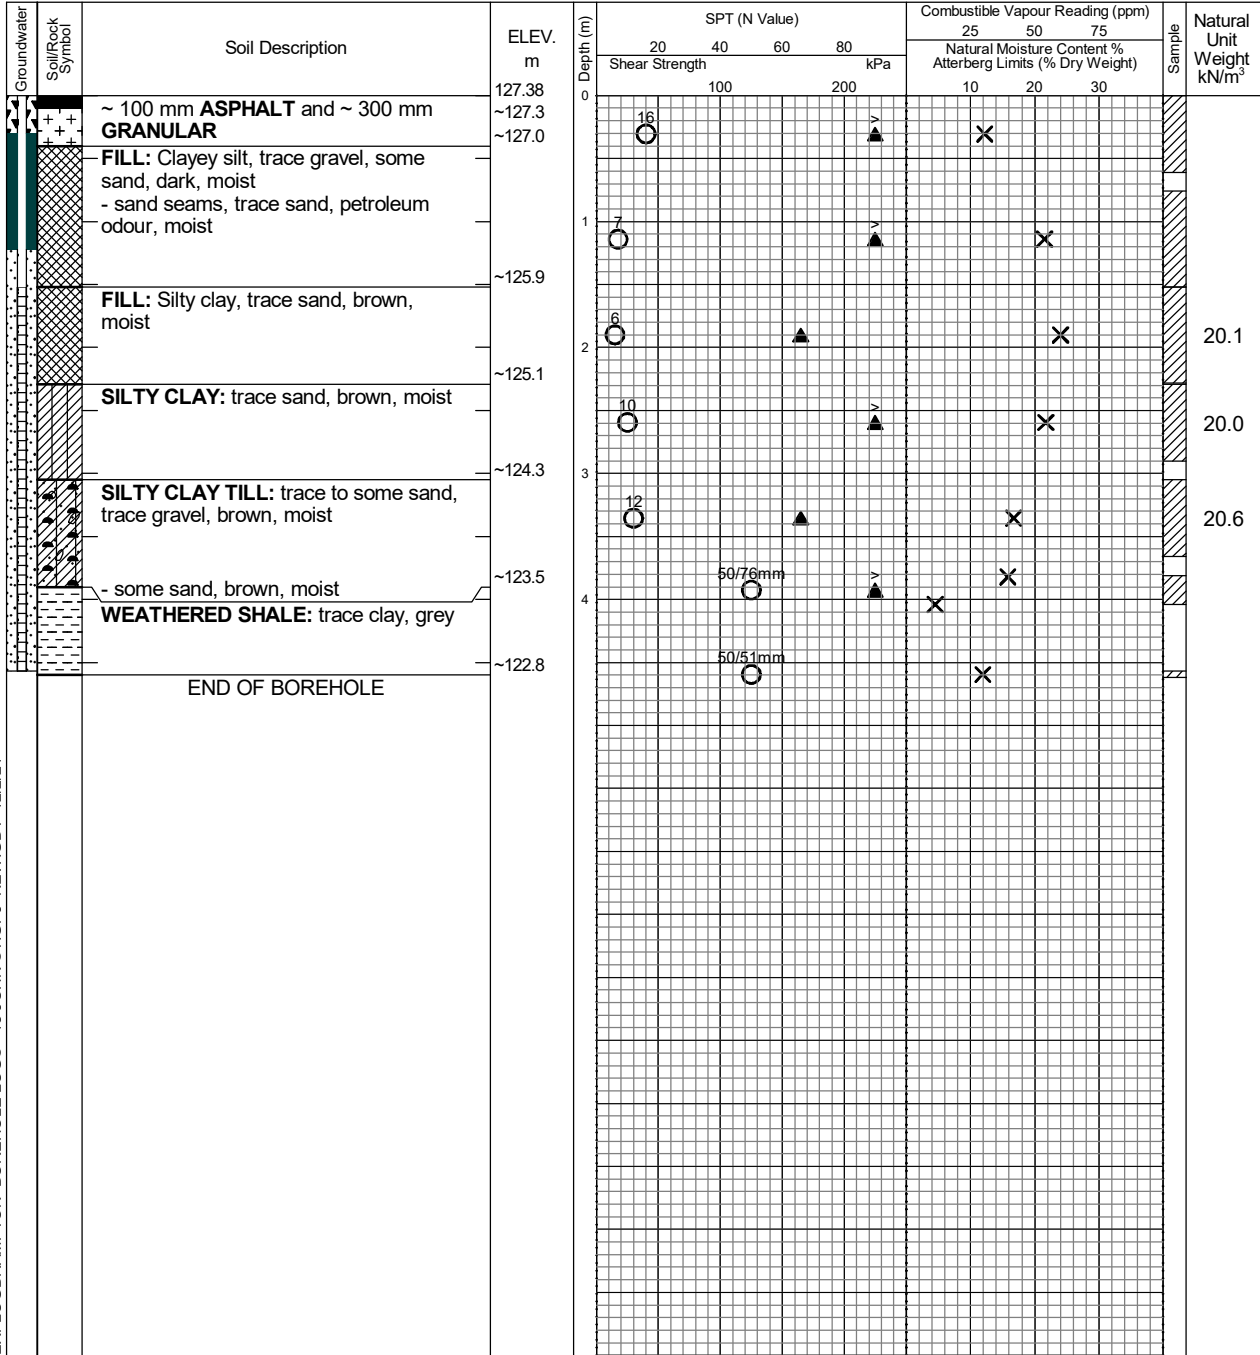 Groundwater
Soil/Rock
Symbol
Soil Description
ELEV.
m
127.38
Depth (m)
SPT (N Value)
20 40 60 80
Shear Strength kPa
100 200
Combustible Vapour Reading (ppm)
25 50 75
Natural Moisture Content %
Atterberg Limits (% Dry Weight)
10 20 30
Sample
Natural
Unit
Weight
kN/m³
0
~ 100 mm ASPHALT and ~ 300 mm
GRANULAR
~127.3
~127.0
16
>
FILL: Clayey silt, trace gravel, some
sand, dark, moist
- sand seams, trace sand, petroleum
odour, moist
1
7
>
~125.9
FILL: Silty clay, trace sand, brown,
moist
6
2
20.1
~125.1
SILTY CLAY: trace sand, brown, moist
10
>
20.0
~124.3
3
SILTY CLAY TILL: trace to some sand,
trace gravel, brown, moist
12
20.6
~123.5
- some sand, brown, moist
50/76mm
>
4
WEATHERED SHALE: trace clay, grey
50/51mm
~122.8
END OF BOREHOLE